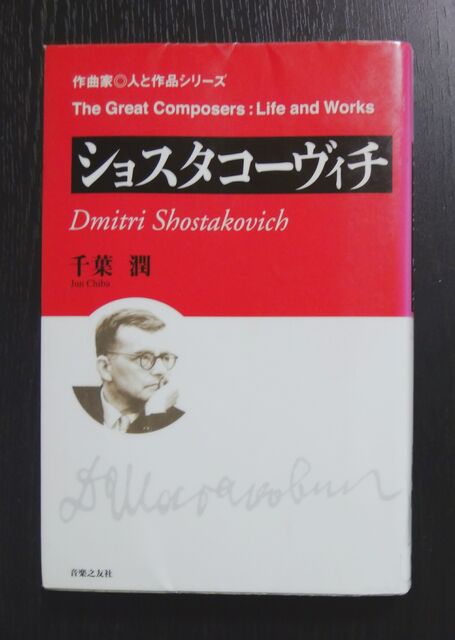 作曲家◎人と作品シリーズ
The Great Composers : Life and Works
ショスタコーヴィチ
Dmitri Shostakovich
千葉 潤
Jun Chiba
Д Шостакович
音楽之友社